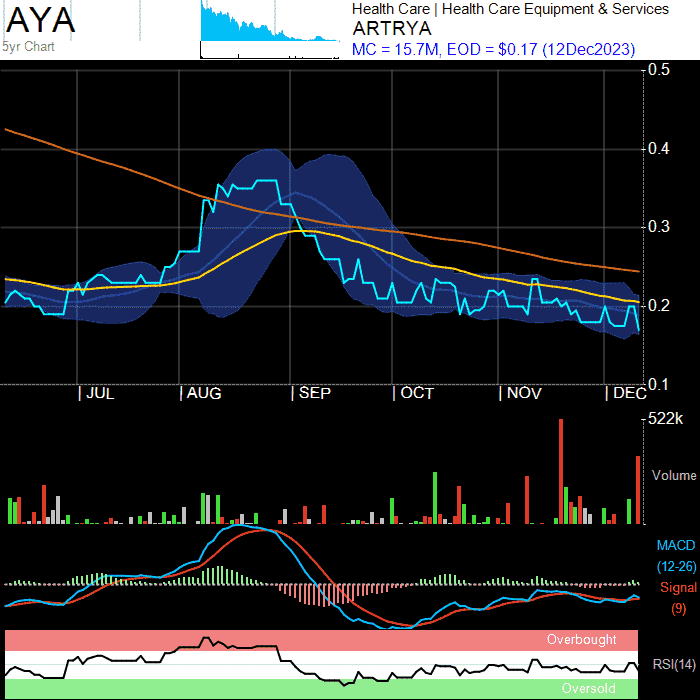 AYA
5yr Chart
Health Care | Health Care Equipment & Services
ARTRYA
MC = 15.7M, EOD = $0.17 (12Dec2023)
0.5
0.4
0.3
0.2
0.1
| JUL | AUG | SEP | OCT | NOV | DEC
522k
Volume
MACD
(12-26)
Signal
(9)
Overbought
RSI(14)
Oversold